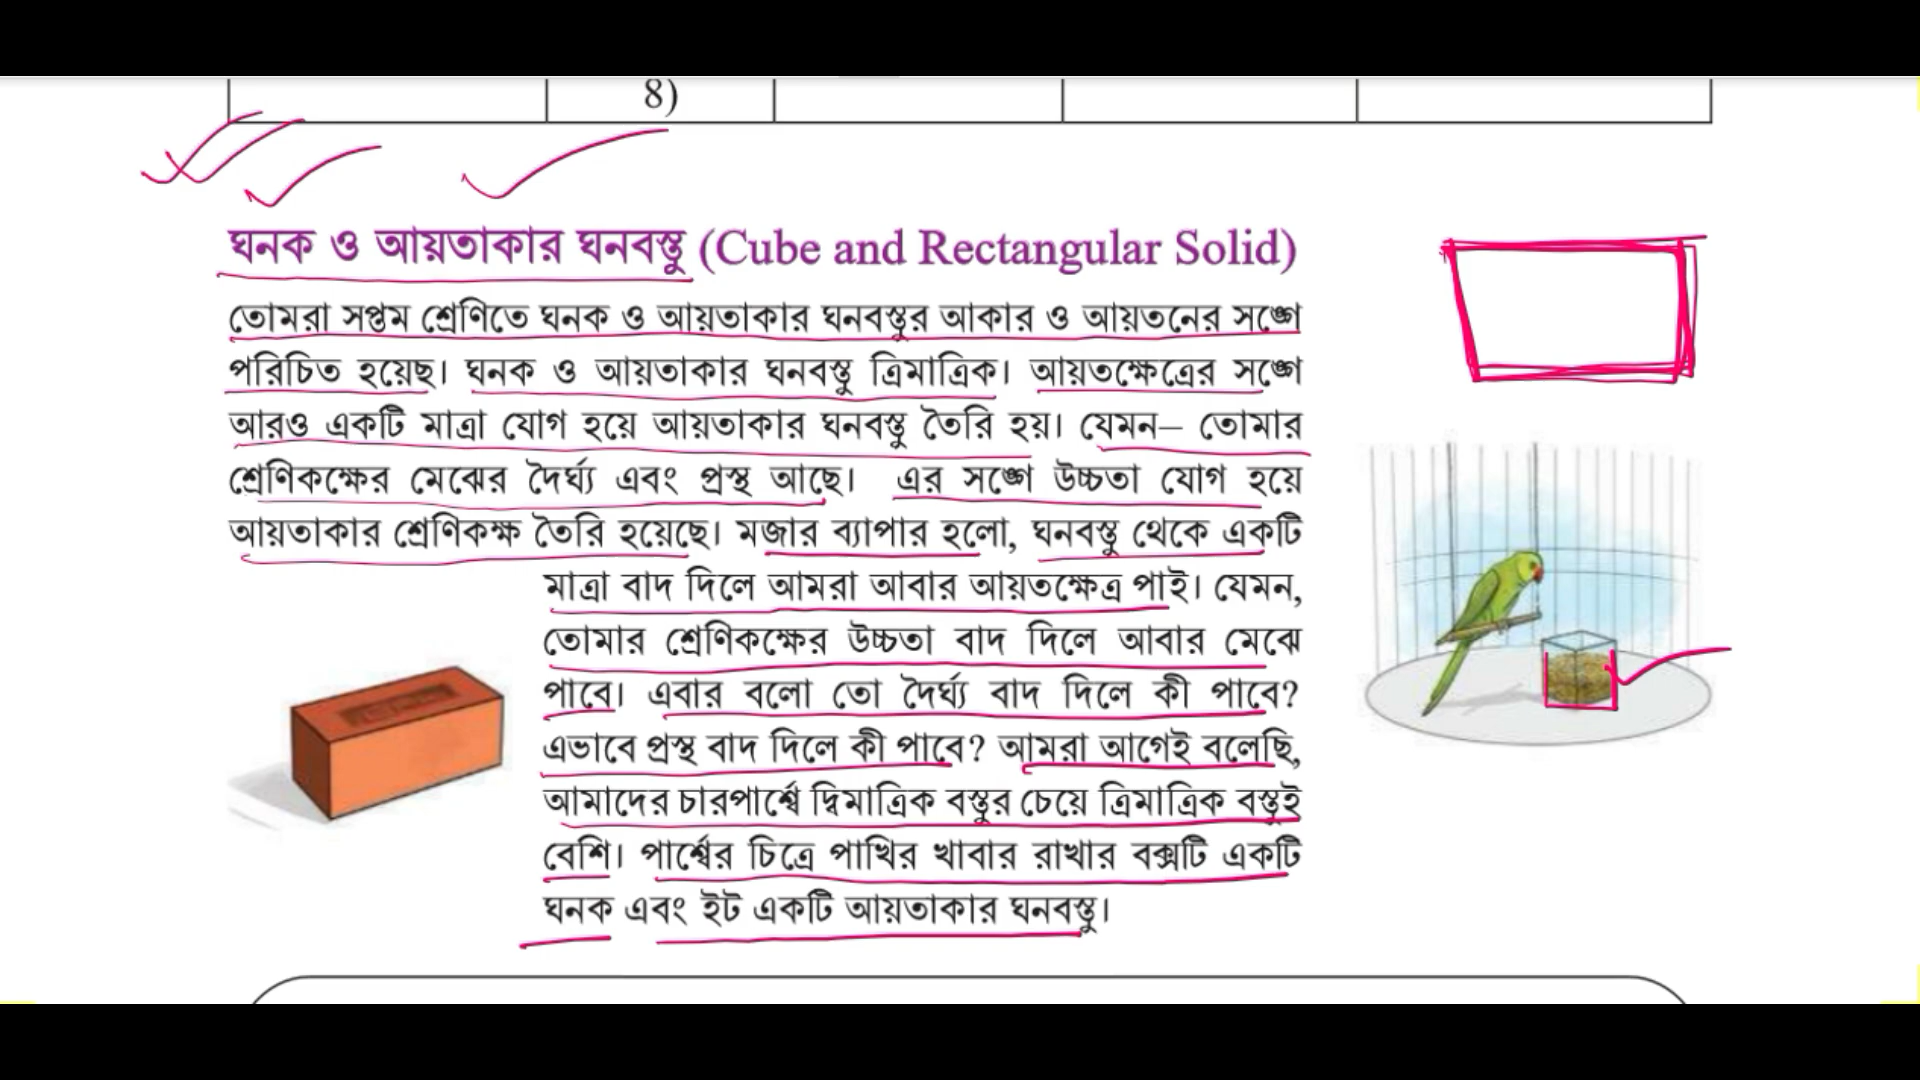 8)
ঘনক ও আয়তাকার ঘনবস্তু (Cube and Rectangular Solid)
তোমরা সপ্তম শ্রেণিতে ঘনক ও আয়তাকার ঘনবস্তুর আকার ও আয়তনের সঙ্গে
পরিচিত হয়েছ। ঘনক ও আয়তাকার ঘনবস্তু ত্রিমাত্রিক। আয়তক্ষেত্রের সঙ্গে
আরও একটি মাত্রা যোগ হয়ে আয়তাকার ঘনবস্তু তৈরি হয়। যেমন– তোমার
শ্রেণিকক্ষের মেঝের দৈর্ঘ্য এবং প্রস্থ আছে। এর সঙ্গে উচ্চতা যোগ হয়ে
আয়তাকার শ্রেণিকক্ষ তৈরি হয়েছে। মজার ব্যাপার হলো, ঘনবস্তু থেকে একটি
মাত্রা বাদ দিলে আমরা আবার আয়তক্ষেত্র পাই। যেমন,
তোমার শ্রেণিকক্ষের উচ্চতা বাদ দিলে আবার মেঝে
পাবে। এবার বলো তো দৈর্ঘ্য বাদ দিলে কী পাবে?
এভাবে প্রস্থ বাদ দিলে কী পাবে? আমরা আগেই বলেছি,
আমাদের চারপার্শ্বে দ্বিমাত্রিক বস্তুর চেয়ে ত্রিমাত্রিক বস্তুই
বেশি। পার্শ্বের চিত্রে পাখির খাবার রাখার বক্সটি একটি
ঘনক এবং ইট একটি আয়তাকার ঘনবস্তু।